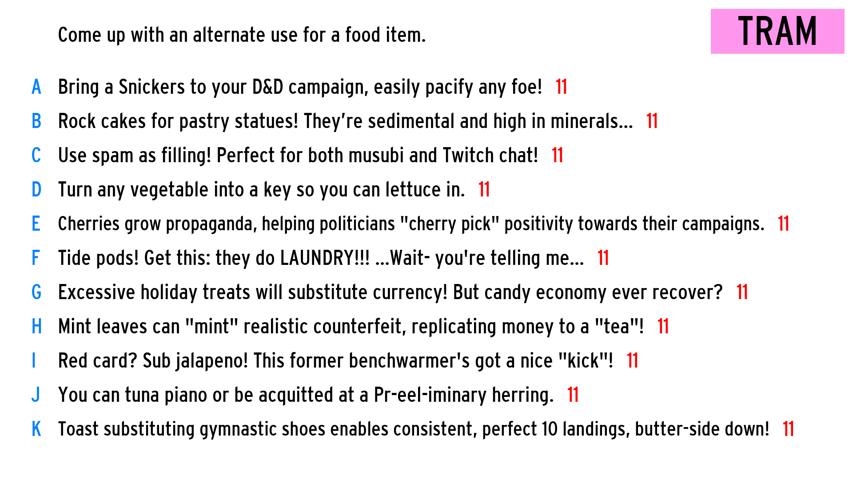 Come up with an alternate use for a food item.
TRAM
A Bring a Snickers to your D&D campaign, easily pacify any foe! 11
B Rock cakes for pastry statues! They’re sedimental and high in minerals... 11
C Use spam as filling! Perfect for both musubi and Twitch chat! 11
D Turn any vegetable into a key so you can lettuce in. 11
E Cherries grow propaganda, helping politicians "cherry pick" positivity towards their campaigns. 11
F Tide pods! Get this: they do LAUNDRY!!! ...Wait- you're telling me... 11
G Excessive holiday treats will substitute currency! But candy economy ever recover? 11
H Mint leaves can "mint" realistic counterfeit, replicating money to a "tea"! 11
I Red card? Sub jalapeno! This former benchwarmer's got a nice "kick"! 11
J You can tuna piano or be acquitted at a Pr-eel-iminary herring. 11
K Toast substituting gymnastic shoes enables consistent, perfect 10 landings, butter-side down! 11